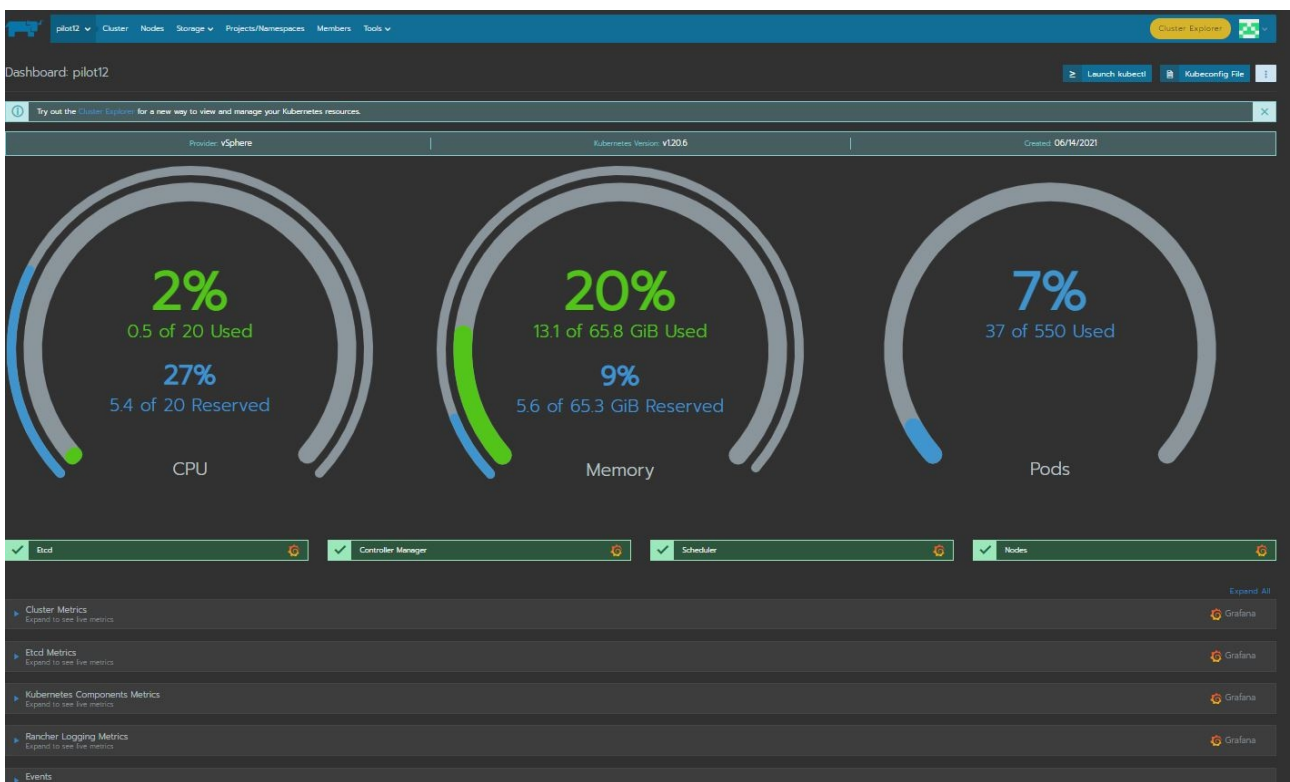 pilot12 Cluster Nodes Storage Projects/Namespaces Members Tools Cluster Explorer
Dashboard: pilot12
Launch kubectl Kubeconfig File
Try out the Cluster Explorer for a new way to view and manage your Kubernetes resources.
Provider: vSphere Kubernetes Version: v1.20.6 Created: 06/14/2021
2%
0.5 of 20 Used
27%
5.4 of 20 Reserved
CPU
20%
13.1 of 65.8 GiB Used
9%
5.6 of 65.3 GiB Reserved
Memory
7%
37 of 550 Used
Pods
Etcd Controller Manager Scheduler Nodes
Expand All
Cluster Metrics
Expand to see live metrics
Grafana
Etcd Metrics
Expand to see live metrics
Grafana
Kubernetes Components Metrics
Expand to see live metrics
Grafana
Rancher Logging Metrics
Expand to see live metrics
Grafana
Events